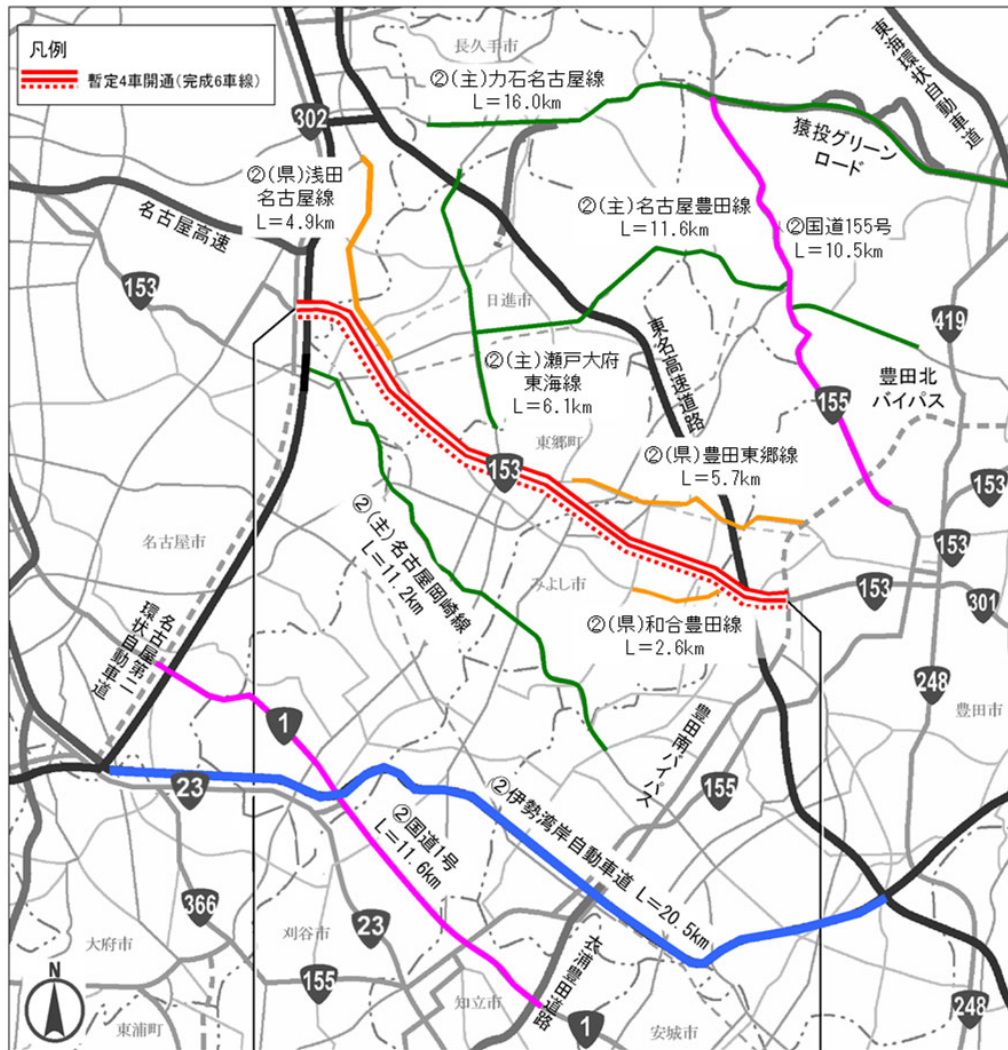 凡例
暫定4車開通(完成6車線)
302
長久手市
②(主)力石名古屋線
L=16.0km
東海環状自動車道
猿投グリーン
ロード
②(県)浅田
名古屋線
L=4.9km
名古屋高速
153
②(主)名古屋豊田線
L=11.6km
②国道155号
L=10.5km
日進市
419
東名高速道路
②(主)瀬戸大府
東海線
L=6.1km
豊田北
バイパス
155
東郷町
153
②(県)豊田東郷線
L=5.7km
153
153
名古屋市
②(主)名古屋岡崎線
L=11.2km
みよし市
153
301
②(県)和合豊田線
L=2.6km
名古屋第二
環状自動車道
248
豊田市
1
豊田南バイパス
155
23
②伊勢湾岸自動車道 L=20.5km
②国道1号
L=11.6km
366
大府市
刈谷市
23
衣浦豊田道路
N
155
知立市
東浦町
1
安城市
248